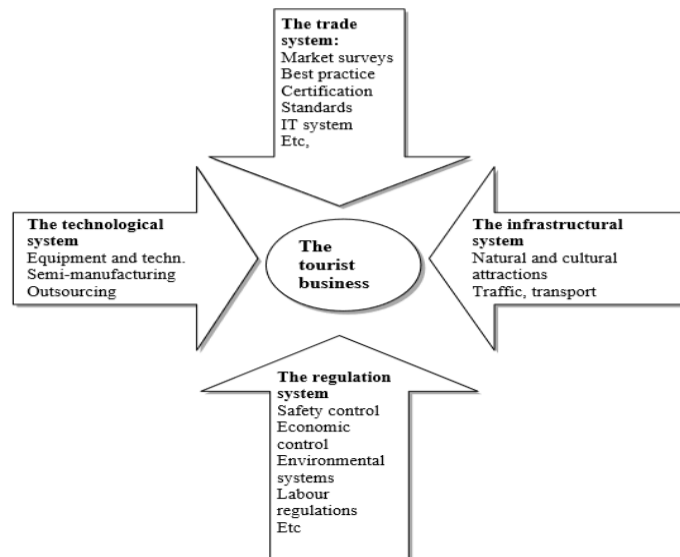 The trade
system:
Market surveys
Best practice
Certification
Standards
IT system
Etc,
The technological
system
Equipment and techn.
Semi-manufacturing
Outsourcing
The
tourist
business
The infrastructural
system
Natural and cultural
attractions
Traffic, transport
The regulation
system
Safety control
Economic
control
Environmental
systems
Labour
regulations
Etc